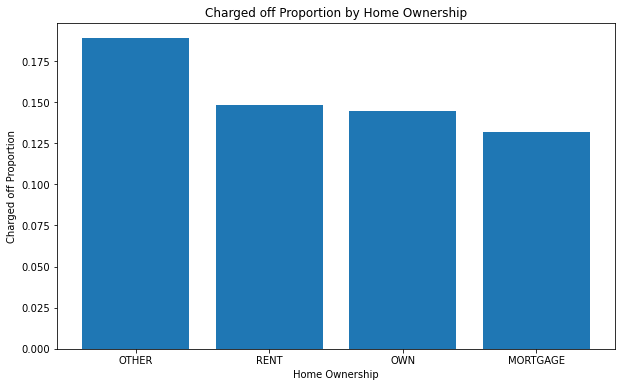 Charged off Proportion by Home Ownership
Charged off Proportion
0.175
0.150
0.125
0.100
0.075
0.050
0.025
0.000
OTHER RENT OWN MORTGAGE
Home Ownership